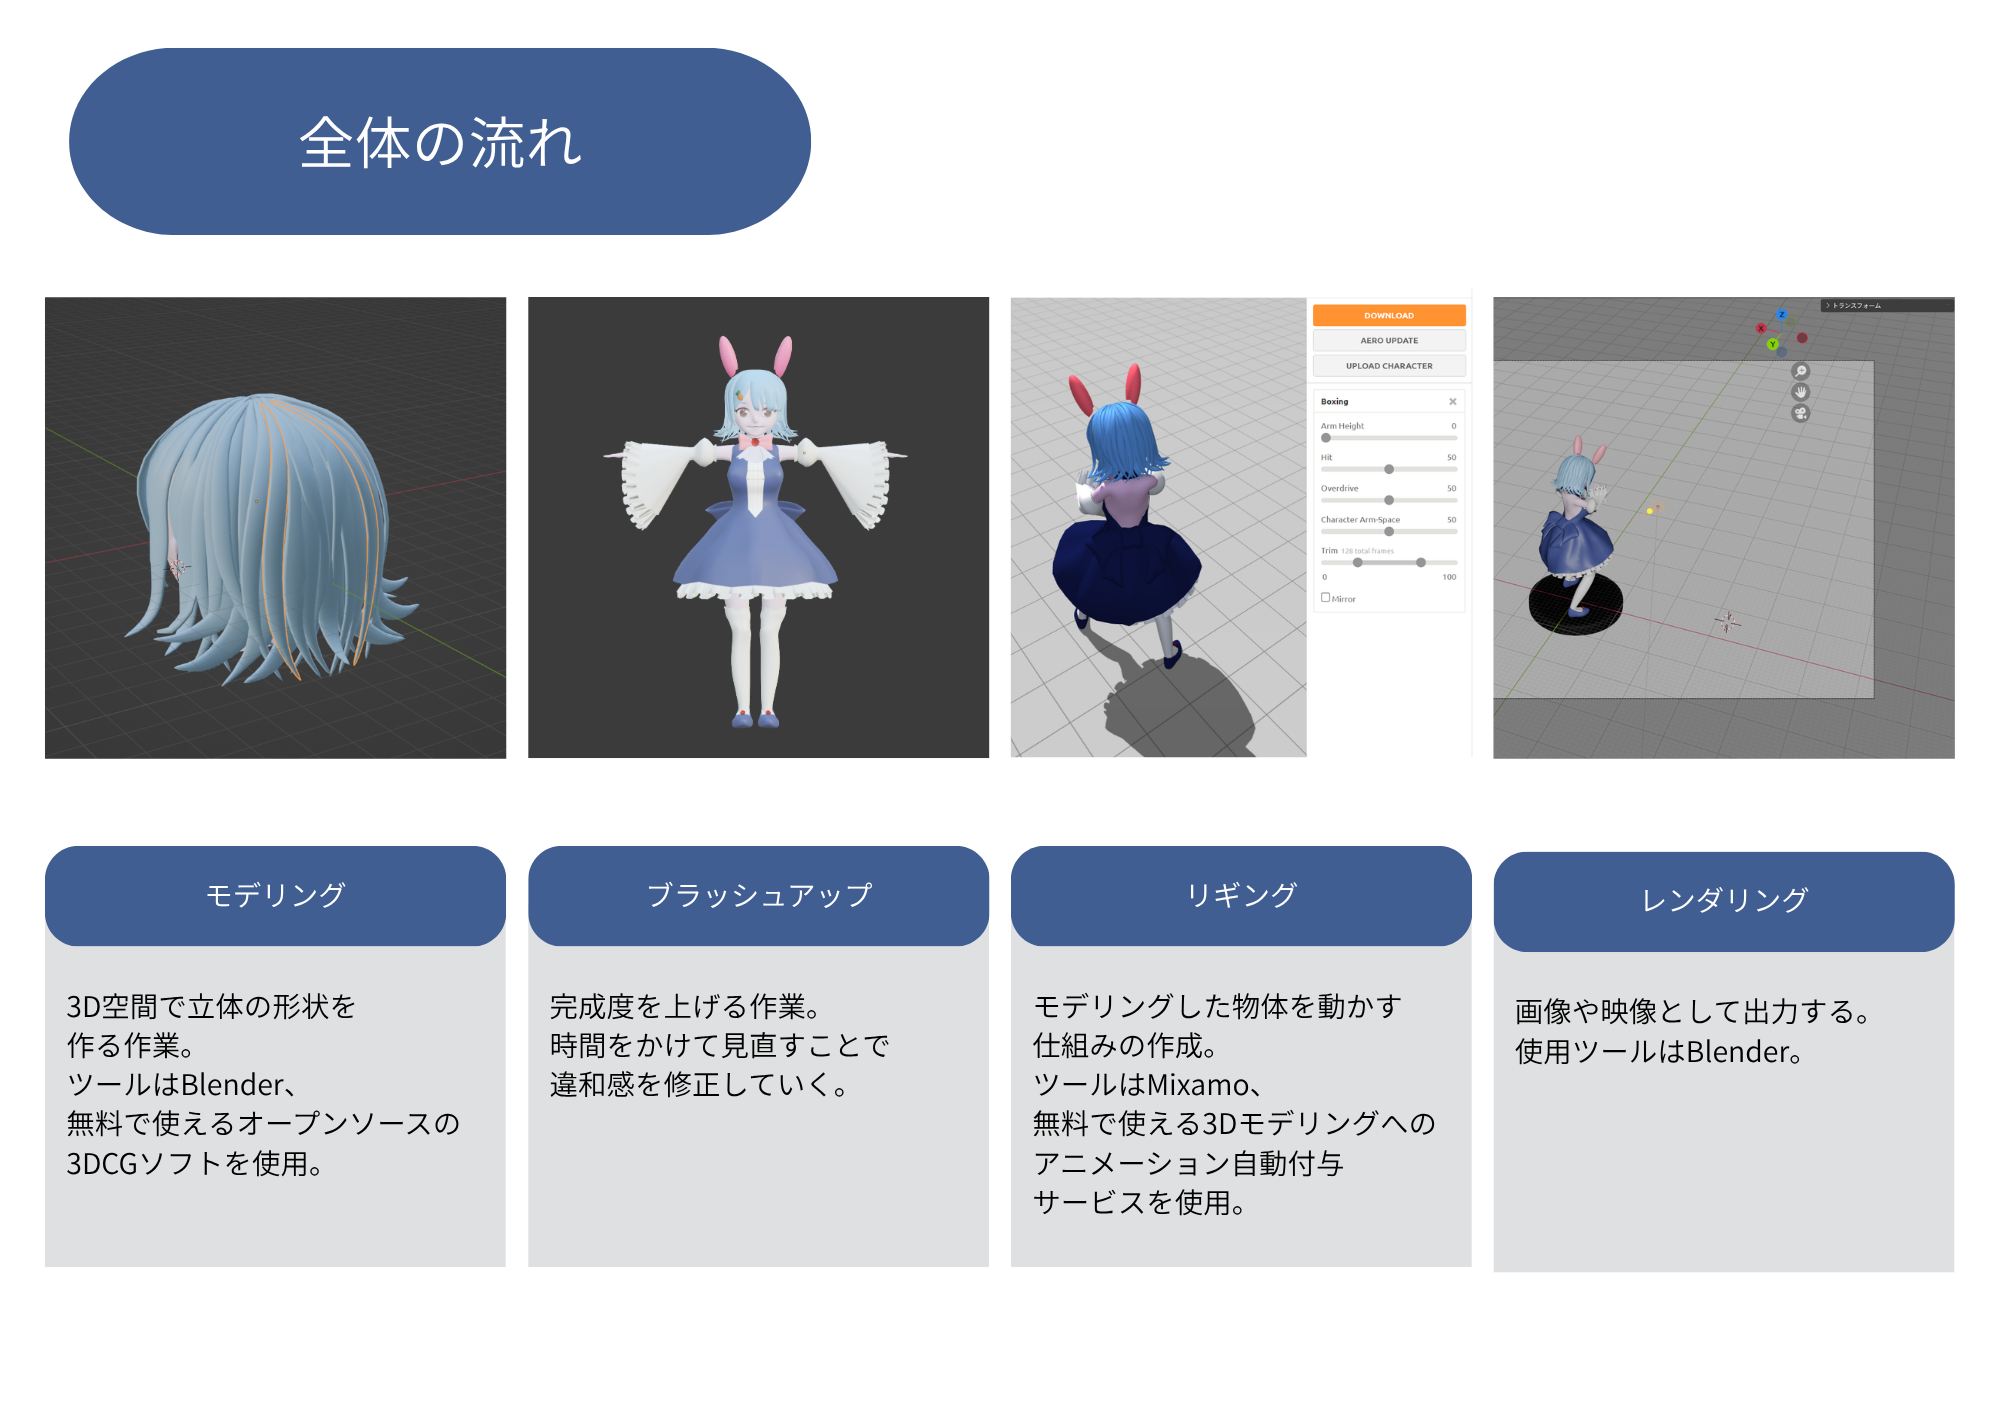 全体の流れ
DOWNLOAD
AERO UPDATE
UPLOAD CHARACTER
Boxing
Arm Height 0
Hit 50
Overdrive 50
Character Arm-Space 50
Trim 126 total frames
0 100
Mirror
トランスフォーム
Z
X
Y
モデリング
3D空間で立体の形状を
作る作業。
ツールはBlender、
無料で使えるオープンソースの
3DCGソフトを使用。
ブラッシュアップ
完成度を上げる作業。
時間をかけて見直すことで
違和感を修正していく。
リギング
モデリングした物体を動かす
仕組みの作成。
ツールはMixamo、
無料で使える3Dモデリングへの
アニメーション自動付与
サービスを使用。
レンダリング
画像や映像として出力する。
使用ツールはBlender。